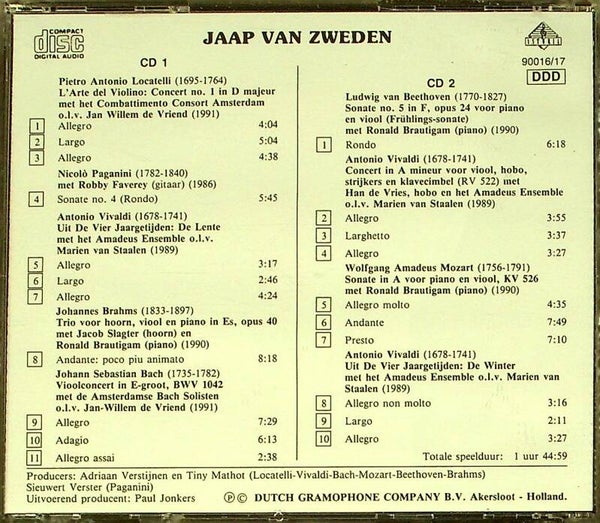 COMPACT
disc
DIGITAL AUDIO
JAAP VAN ZWEDEN
90016/17
DDD
CD 1
Pietro Antonio Locatelli (1695-1764)
L'Arte del Violino: Concert no. 1 in D majeur
met het Combattimento Consort Amsterdam
o.l.v. Jan Willem de Vriend (1991)
1 Allegro 4:04
2 Largo 5:04
3 Allegro 4:38
Nicolò Paganini (1782-1840)
met Robby Faverey (gitaar) (1986)
4 Sonate no. 4 (Rondo) 5:45
Antonio Vivaldi (1678-1741)
Uit De Vier Jaargetijden: De Lente
met het Amadeus Ensemble o.l.v.
Marien van Staalen (1989)
5 Allegro 3:17
6 Largo 2:46
7 Allegro 4:24
Johannes Brahms (1833-1897)
Trio voor hoorn, viool en piano in Es, opus 40
met Jacob Slagter (hoorn) en
Ronald Brautigam (piano) (1990)
8 Andante: poco piu animato 8:18
Johann Sebastian Bach (1735-1782)
Vioolconcert in E-groot, BWV 1042
met de Amsterdamse Bach Solisten
o.l.v. Jan-Willem de Vriend (1991)
9 Allegro 7:29
10 Adagio 6:13
11 Allegro assai 2:38
CD 2
Ludwig van Beethoven (1770-1827)
Sonate no. 5 in F, opus 24 voor piano
en viool (Frühlings-sonate)
met Ronald Brautigam (piano) (1990)
1 Rondo 6:18
Antonio Vivaldi (1678-1741)
Concert in A mineur voor viool, hobo,
strijkers en klavecimbel (RV 522) met
Han de Vries, hobo en het Amadeus Ensemble
o.l.v. Marien van Staalen (1989)
2 Allegro 3:55
3 Larghetto 3:37
4 Allegro 3:27
Wolfgang Amadeus Mozart (1756-1791)
Sonate in A voor piano en viool, KV 526
met Ronald Brautigam (piano) (1990)
5 Allegro molto 4:35
6 Andante 7:49
7 Presto 7:10
Antonio Vivaldi (1678-1741)
Uit De Vier Jaargetijden: De Winter
met het Amadeus Ensemble o.l.v. Marien van
Staalen (1989)
8 Allegro non molto 3:16
9 Largo 2:11
10 Allegro 3:27
Totale speelduur: 1 uur 44:59
Producers: Adriaan Verstijnen en Tiny Mathot (Locatelli-Vivaldi-Bach-Mozart-Beethoven-Brahms)
Sieuwert Verster (Paganini)
Uitvoerend producent: Paul Jonkers
℗ © DUTCH GRAMOPHONE COMPANY B.V. Akersloot - Holland.